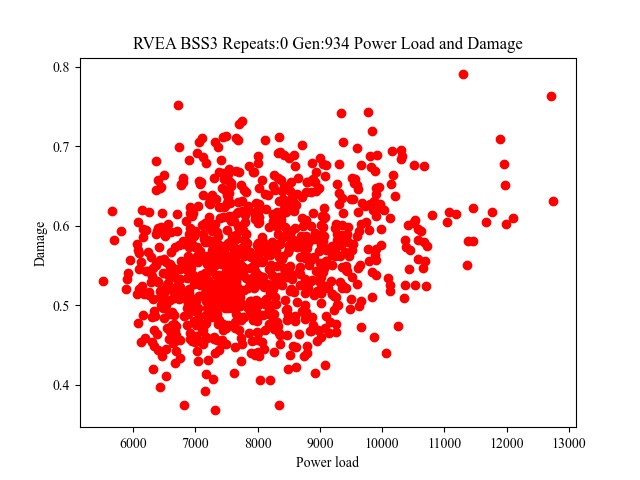 RVEA BSS3 Repeats:0 Gen:934 Power Load and Damage
0.8
0.7
0.6
0.5
0.4
Damage
6000 7000 8000 9000 10000 11000 12000 13000
Power load